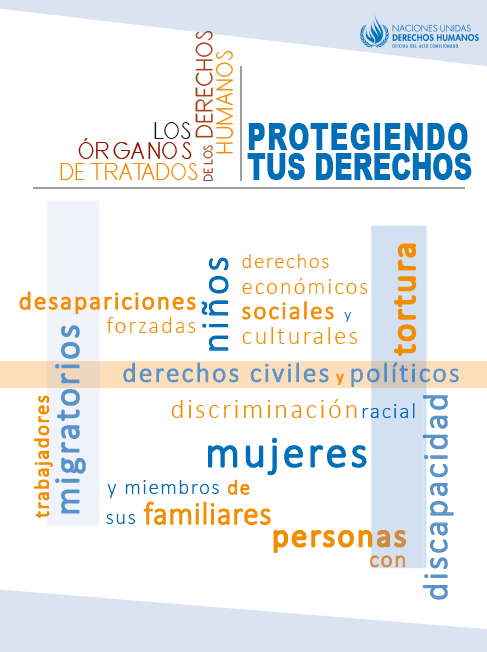 NACIONES UNIDAS
DERECHOS HUMANOS
OFICINA DEL ALTO COMISIONADO
LOS
ÓRGANOS
DE TRATADOS
DE LOS DERECHOS
HUMANOS
PROTEGIENDO
TUS DERECHOS
desapariciones
forzadas
niños
derechos
económicos
sociales y
culturales
tortura
derechos civiles y políticos
discriminación racial
mujeres
trabajadores
migratorios
y miembros de
sus familiares
personas
con
discapacidad